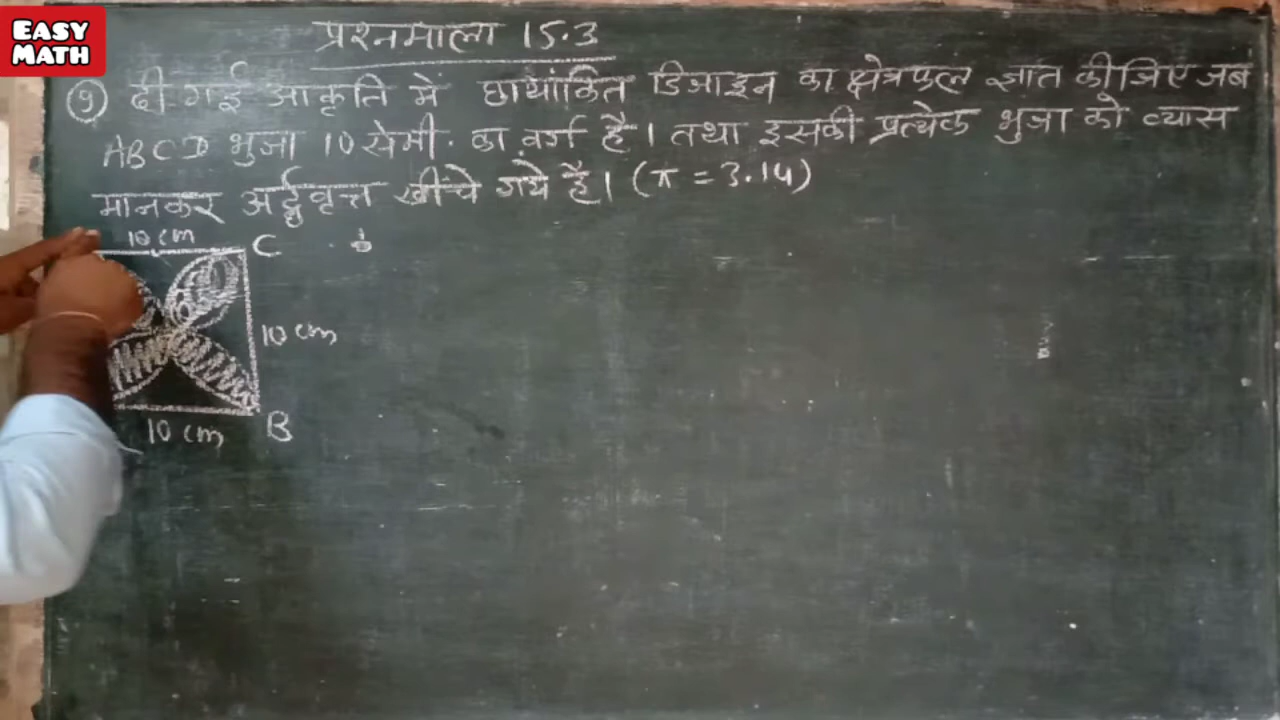 EASY
MATH
प्रश्नमाला 15.3
(9) दी गई आकृति में छायांकित डिजाइन का क्षेत्रफल ज्ञात कीजिए जब
ABCD भुजा 10 सेमी. का वर्ग है। तथा इसकी प्रत्येक भुजा को व्यास
मानकर अर्द्धवृत्त खींचे गये है। (π = 3.14)
10 cm C
10 cm
10 cm B